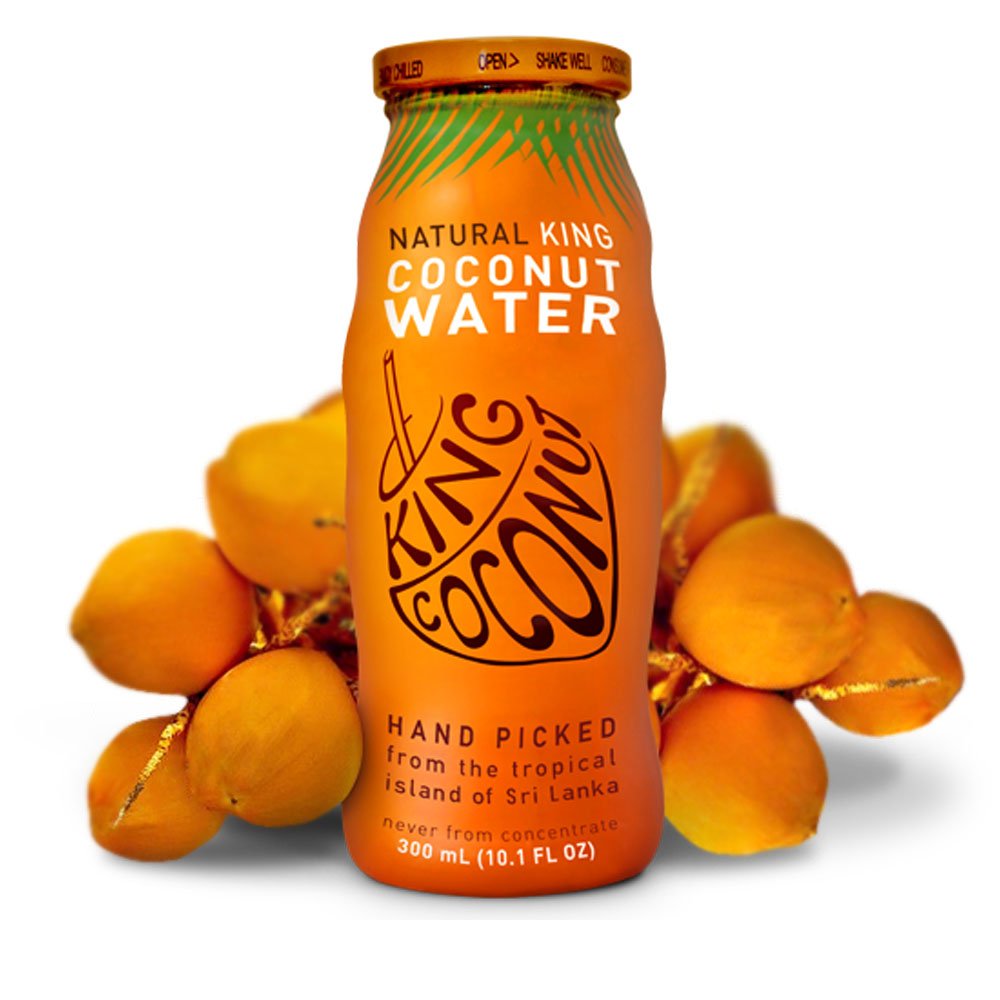 OPEN> SHAKE WELL
NATURAL KING
COCONUT
WATER
KING
COCONUT
HAND PICKED
from the tropical
island of Sri Lanka
never from concentrate
300 mL (10.1 FL OZ)